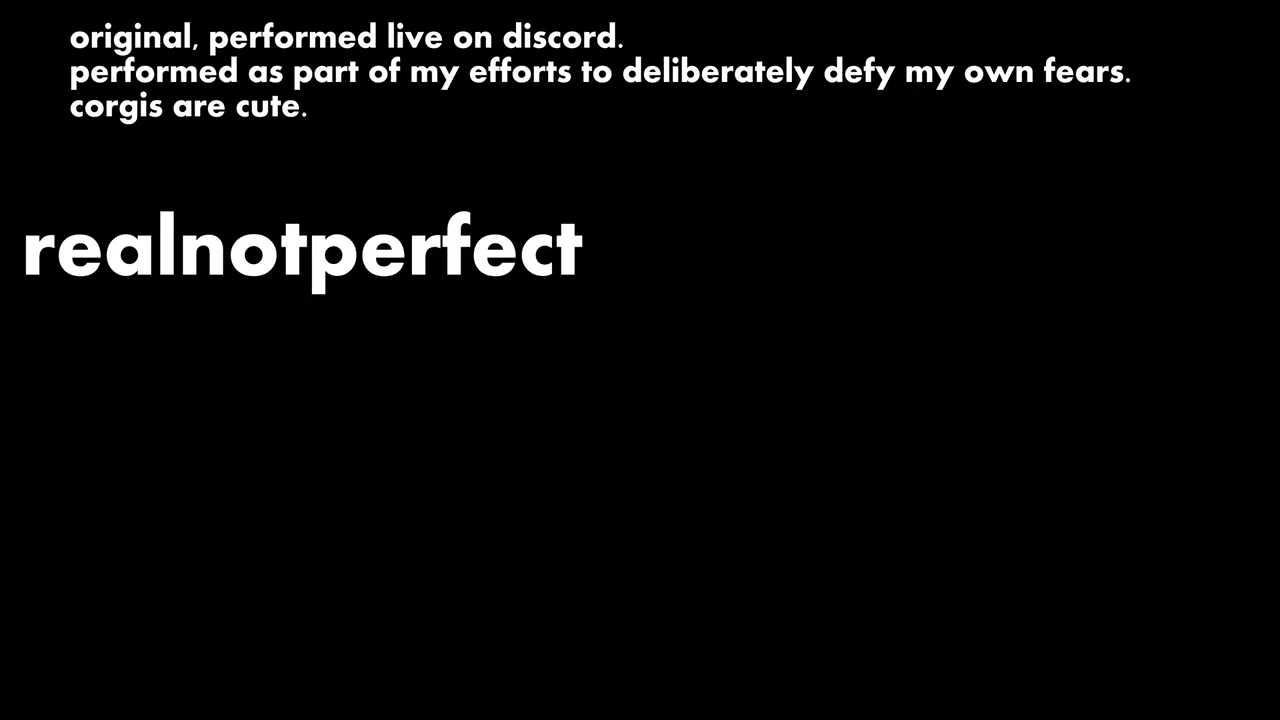 original, performed live on discord.
performed as part of my efforts to deliberately defy my own fears.
corgis are cute.
realnotperfect